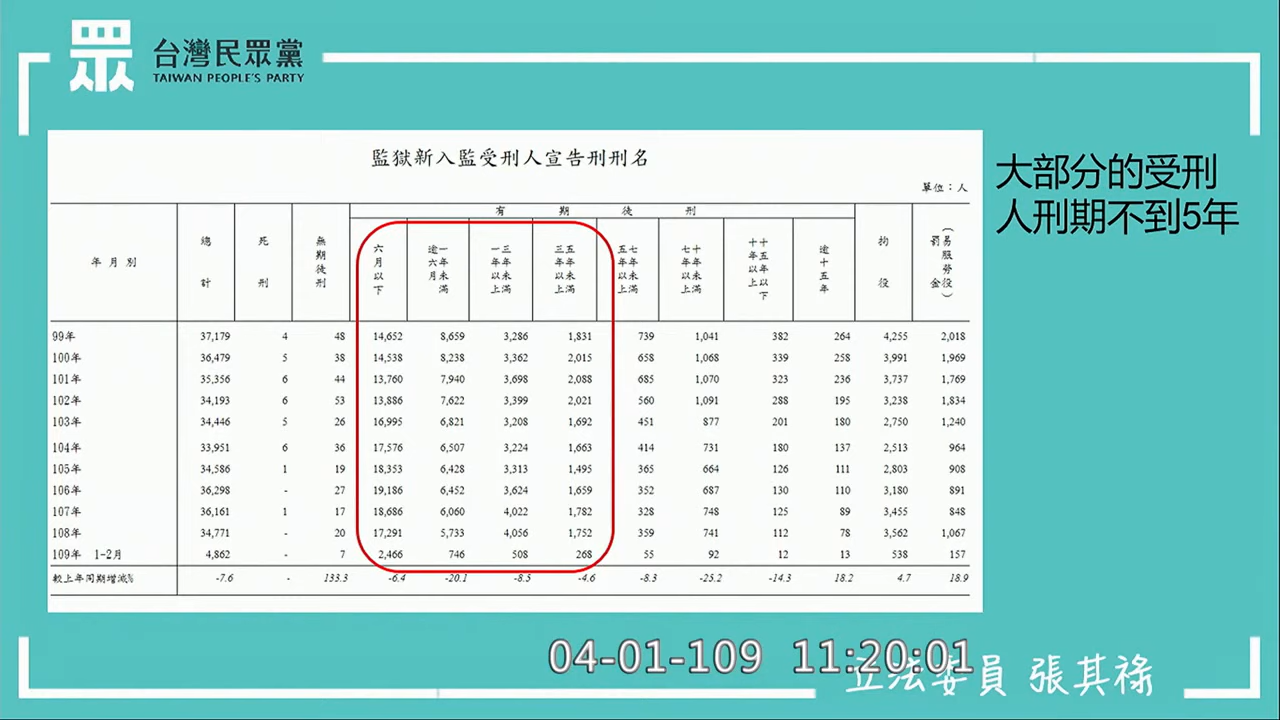 眾 台灣民眾黨
TAIWAN PEOPLE'S PARTY
監獄新入監受刑人宣告刑刑名
單位：人
大部分的受刑
人刑期不到5年
有期徒刑
年月別 總計 死刑 無期徒刑 六月以下 逾六月一年未滿 一年以上三年未滿 三年以上五年未滿 五年以上七年未滿 七年以上十年未滿 十年以上十五年以下 逾十五年 拘役 罰金（易服勞役）
99年 37,179 4 48 14,652 8,659 3,286 1,831 739 1,041 382 264 4,255 2,018
100年 36,479 5 38 14,538 8,238 3,362 2,015 658 1,068 339 258 3,991 1,969
101年 35,356 6 44 13,760 7,940 3,698 2,088 685 1,070 323 236 3,737 1,769
102年 34,193 6 53 13,886 7,622 3,399 2,021 560 1,091 288 195 3,238 1,834
103年 34,446 5 26 16,995 6,821 3,208 1,692 451 877 201 180 2,750 1,240
104年 33,951 6 36 17,576 6,507 3,224 1,663 414 731 180 137 2,513 964
105年 34,586 1 19 18,353 6,428 3,313 1,495 365 664 126 111 2,803 908
106年 36,298 - 27 19,186 6,452 3,624 1,659 352 687 130 110 3,180 891
107年 36,161 1 17 18,686 6,060 4,022 1,782 328 748 125 89 3,455 848
108年 34,771 - 20 17,291 5,733 4,056 1,752 359 741 112 78 3,562 1,067
109年 1-2月 4,862 - 7 2,466 746 508 268 55 92 12 13 538 157
較上年同期增減% -7.6 - 133.3 -6.4 -20.1 -8.5 -4.6 -8.3 -25.2 -14.3 18.2 4.7 18.9
04-01-109 11:20:01
立法委員 張其祿